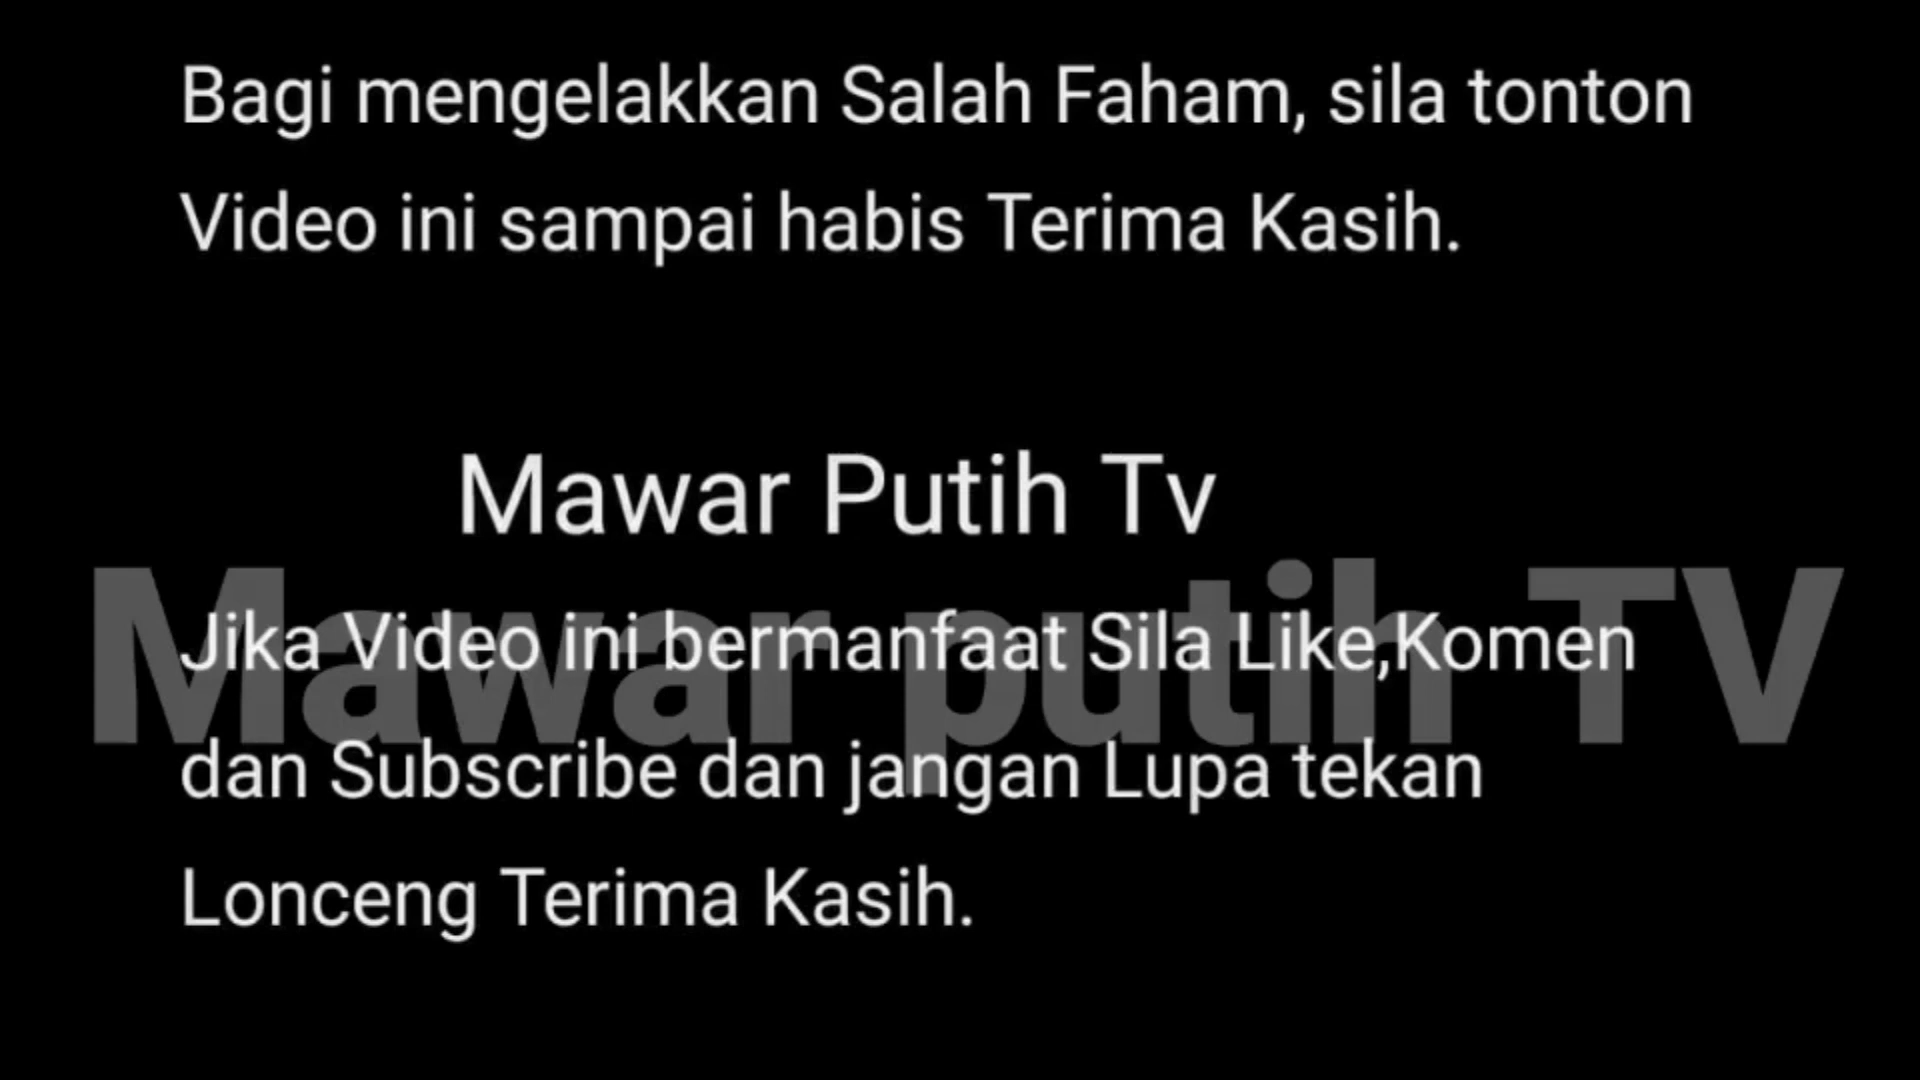 Bagi mengelakkan Salah Faham, sila tonton
Video ini sampai habis Terima Kasih.
Mawar Putih Tv
Mawar putih TV
Jika Video ini bermanfaat Sila Like,Komen
dan Subscribe dan jangan Lupa tekan
Lonceng Terima Kasih.